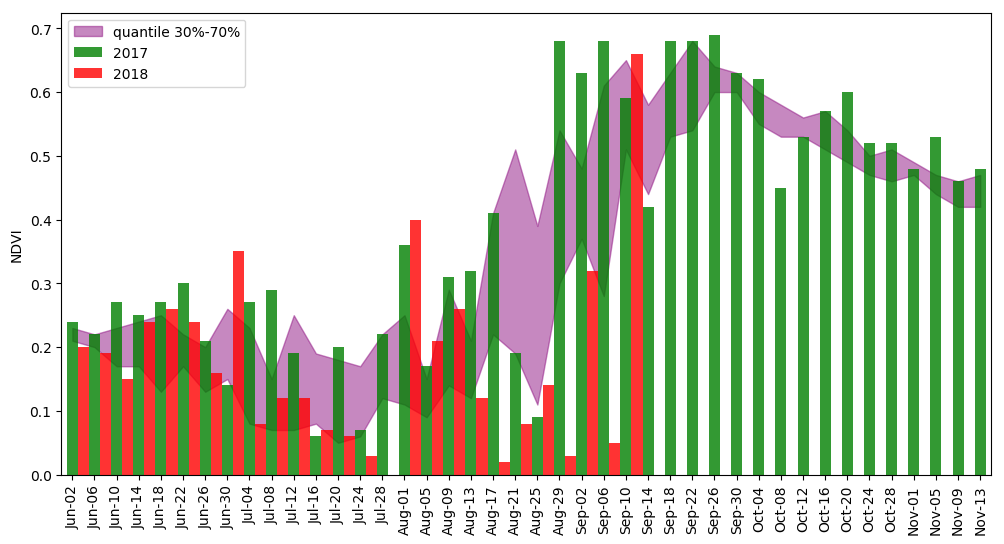 quantile 30%-70%
2017
2018
NDVI
0.7
0.6
0.5
0.4
0.3
0.2
0.1
0.0
Jun-02
Jun-06
Jun-10
Jun-14
Jun-18
Jun-22
Jun-26
Jun-30
Jul-04
Jul-08
Jul-12
Jul-16
Jul-20
Jul-24
Jul-28
Aug-01
Aug-05
Aug-09
Aug-13
Aug-17
Aug-21
Aug-25
Aug-29
Sep-02
Sep-06
Sep-10
Sep-14
Sep-18
Sep-22
Sep-26
Sep-30
Oct-04
Oct-08
Oct-12
Oct-16
Oct-20
Oct-24
Oct-28
Nov-01
Nov-05
Nov-09
Nov-13